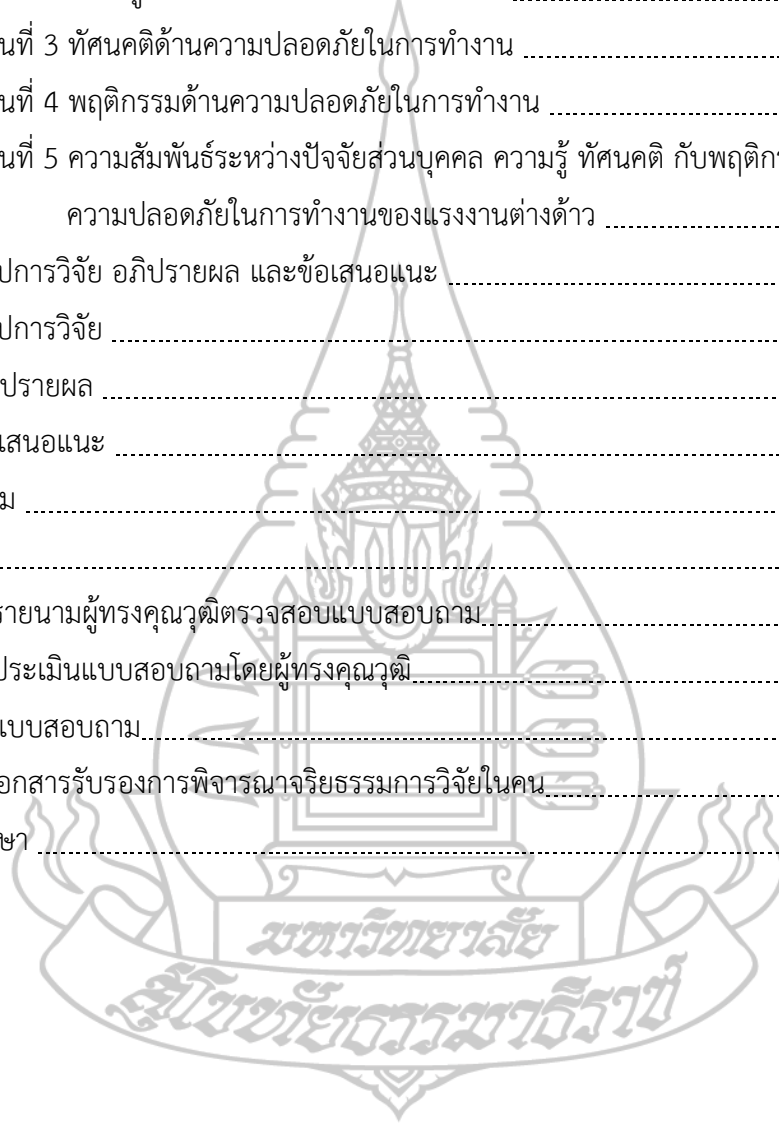 นที่ 3 ทัศนคติด้านความปลอดภัยในการทำงาน
นที่ 4 พฤติกรรมด้านความปลอดภัยในการทำงาน
นที่ 5 ความสัมพันธ์ระหว่างปัจจัยส่วนบุคคล ความรู้ ทัศนคติ กับพฤติก
ความปลอดภัยในการทำงานของแรงงานต่างด้าว
ปการวิจัย อภิปรายผล และข้อเสนอแนะ
ปการวิจัย
ปรายผล
เสนอแนะ
ม
รายนามผู้ทรงคุณวุฒิตรวจสอบแบบสอบถาม
ประเมินแบบสอบถามโดยผู้ทรงคุณวุฒิ
แบบสอบถาม
อกสารรับรองการพิจารณาจริยธรรมการวิจัยในคน
ษา
มหาวิทยาลัย
สุโขทัยธรรมาธิราช